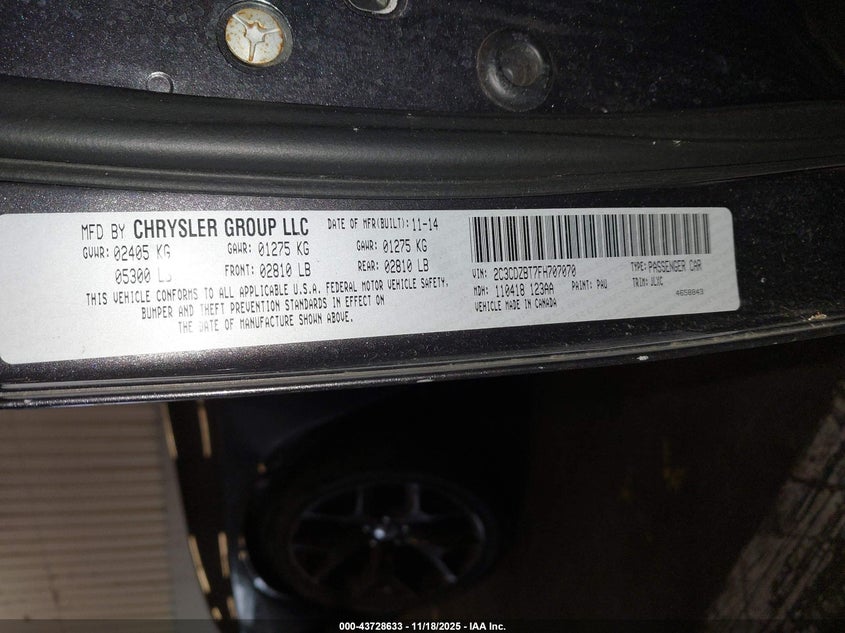 MFD BY CHRYSLER GROUP LLC DATE OF MFR(BUILT): 11-14
GVWR: 02405 KG GAWR: 01275 KG GAWR: 01275 KG
05300 LB FRONT: 02810 LB REAR: 02810 LB
THIS VEHICLE CONFORMS TO ALL APPLICABLE U.S.A. FEDERAL MOTOR VEHICLE SAFETY,
BUMPER AND THEFT PREVENTION STANDARDS IN EFFECT ON
THE DATE OF MANUFACTURE SHOWN ABOVE.
VIN: 2C3CDZBT7FH707070 TYPE: PASSENGER CAR
MDH: 110418 123AA PAINT: PAU TRIM: JLXC
VEHICLE MADE IN CANADA 46588431
000-43728633 - 11/18/2025 - IAA Inc.